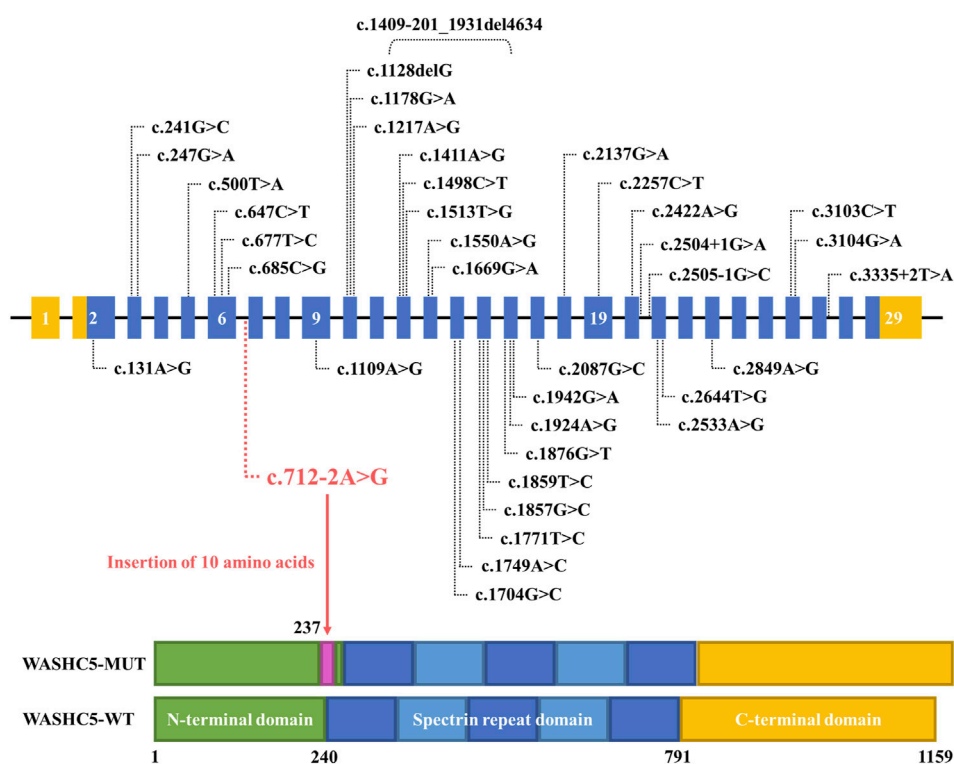 c.1409-201_1931del4634
c.1128delG
c.1178G>A
c.1217A>G
c.241G>C
c.247G>A
c.500T>A
c.647C>T
c.677T>C
c.685C>G
c.1411A>G
c.1498C>T
c.1513T>G
c.1550A>G
c.1669G>A
c.2137G>A
c.2257C>T
c.2422A>G
c.2504+1G>A
c.2505-1G>C
c.3103C>T
c.3104G>A
c.3335+2T>A
1 2 6 9 19 29
c.131A>G
c.1109A>G
c.2087G>C
c.2849A>G
c.1942G>A
c.2644T>G
c.1924A>G
c.2533A>G
c.1876G>T
c.712-2A>G
c.1859T>C
c.1857G>C
c.1771T>C
Insertion of 10 amino acids
c.1749A>C
c.1704G>C
237
WASHC5-MUT
WASHC5-WT N-terminal domain Spectrin repeat domain C-terminal domain
1 240 791 1159